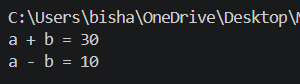 C:\Users\bisha\OneDrive\Desktop\
a + b = 30
a - b = 10